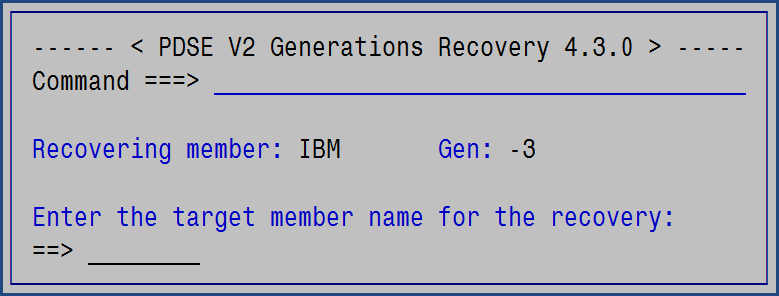 ------ < PDSE V2 Generations Recovery 4.3.0 > -----
Command ===>
Recovering member: IBM Gen: -3
Enter the target member name for the recovery:
==>